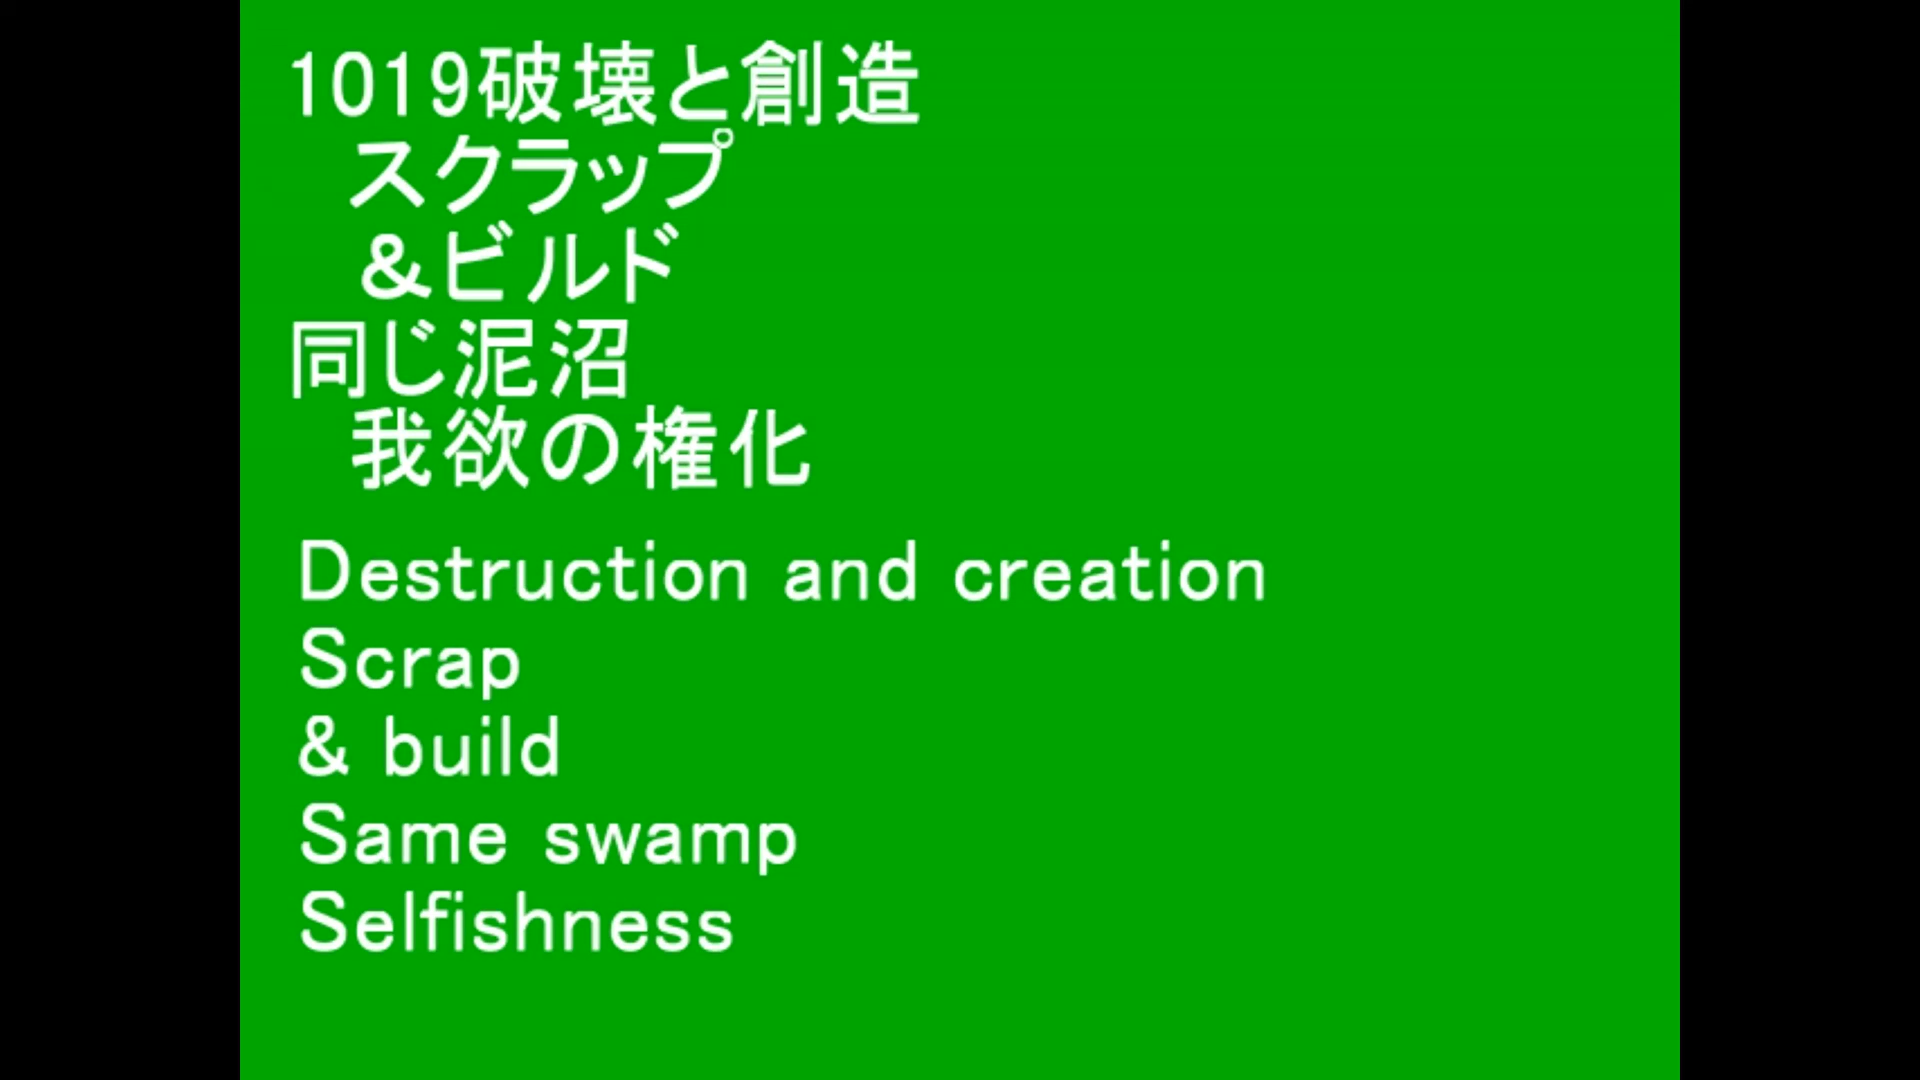 1019破壊と創造
スクラップ
&ビルド
同じ泥沼
我欲の権化
Destruction and creation
Scrap
& build
Same swamp
Selfishness